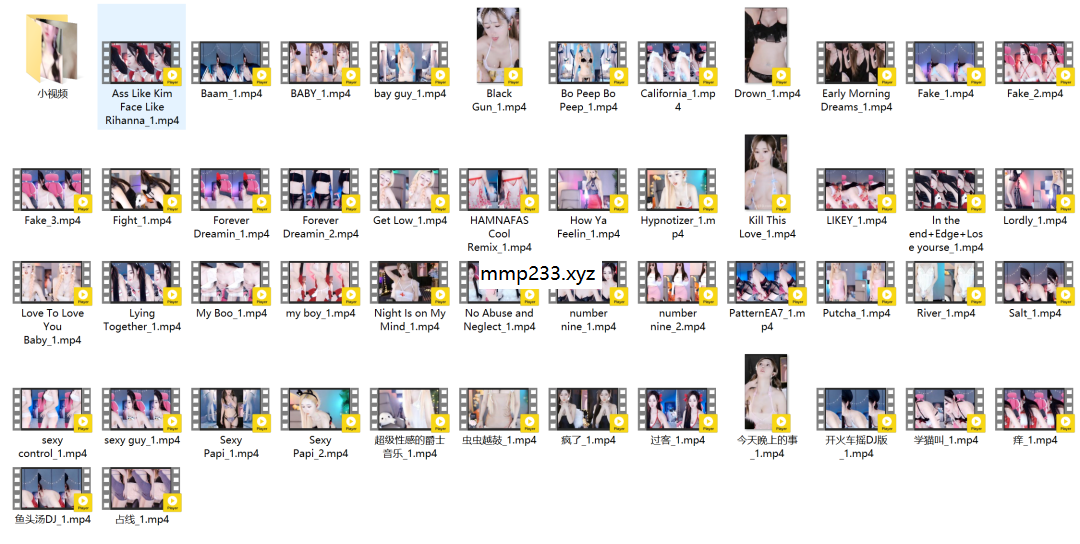 小视频
Ass Like Kim
Face Like
Rihanna_1.mp4
Baam_1.mp4
BABY_1.mp4
bay guy_1.mp4
Black
Gun_1.mp4
Bo Peep Bo
Peep_1.mp4
California_1.mp
4
Drown_1.mp4
Early Morning
Dreams_1.mp4
Fake_1.mp4
Fake_2.mp4
Fake_3.mp4
Fight_1.mp4
Forever
Dreamin_1.mp4
Forever
Dreamin_2.mp4
Get Low_1.mp4
HAMNAFAS
Cool
Remix_1.mp4
How Ya
Feelin_1.mp4
Hypnotizer_1.m
p4
Kill This
Love_1.mp4
LIKEY_1.mp4
In the
end+Edge+Los
e yourse_1.mp4
Lordly_1.mp4
mmp233.xyz
Love To Love
You
Baby_1.mp4
Lying
Together_1.mp4
My Boo_1.mp4
my boy_1.mp4
Night Is on My
Mind_1.mp4
No Abuse and
Neglect_1.mp4
number
nine_1.mp4
number
nine_2.mp4
PatternEA7_1.m
p4
Putcha_1.mp4
River_1.mp4
Salt_1.mp4
sexy
control_1.mp4
sexy guy_1.mp4
Sexy
Papi_1.mp4
Sexy
Papi_2.mp4
超级性感的爵士
音乐_1.mp4
虫虫越鼓_1.mp4
疯了_1.mp4
过客_1.mp4
今天晚上的事
_1.mp4
开火车摇DJ版
_1.mp4
学猫叫_1.mp4
痒_1.mp4
鱼头汤DJ_1.mp4
占线_1.mp4